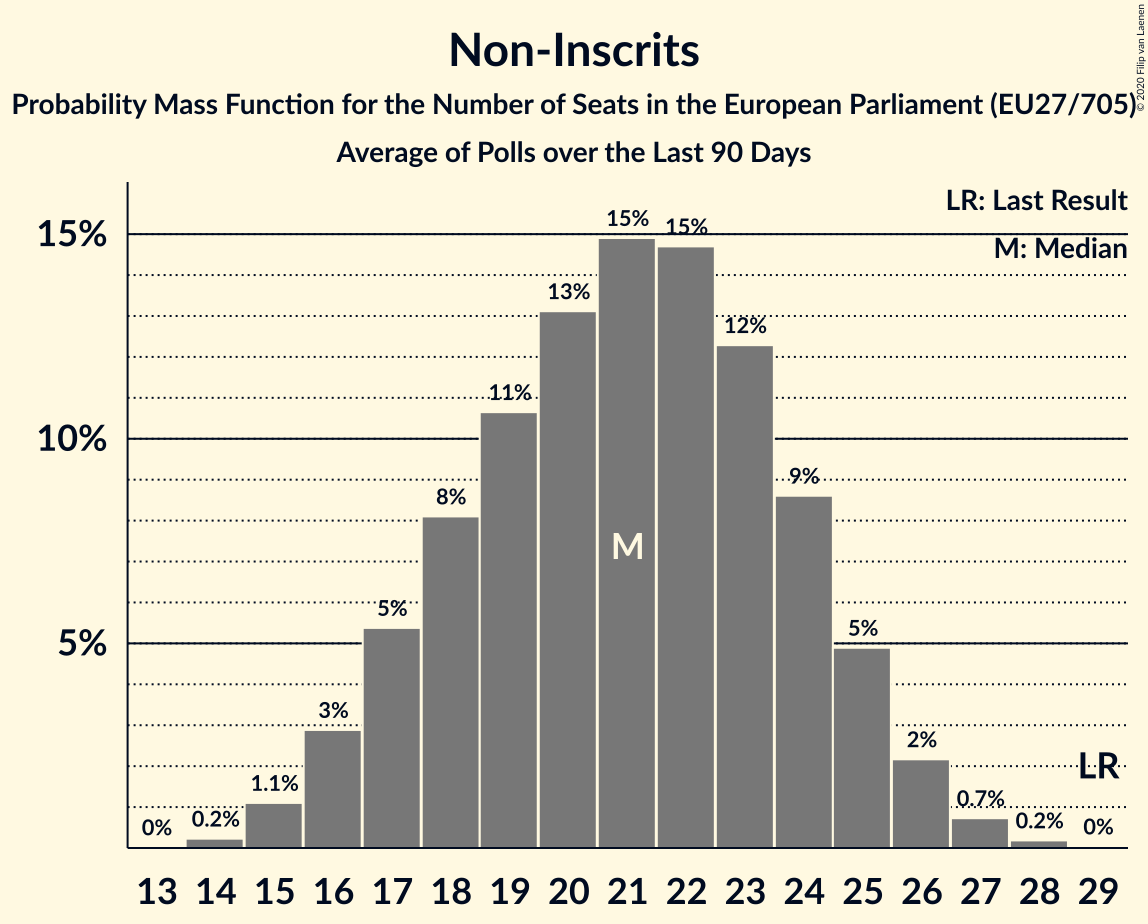 Non-Inscrits
Probability Mass Function for the Number of Seats in the European Parliament (EU27/705)
Average of Polls over the Last 90 Days
© 2020 Filip van Laenen
LR: Last Result
M: Median
15%
10%
5%
0%
0.2%
1.1%
3%
5%
8%
11%
13%
15%
15%
12%
9%
5%
2%
0.7%
0.2%
0%
M
LR
13 14 15 16 17 18 19 20 21 22 23 24 25 26 27 28 29